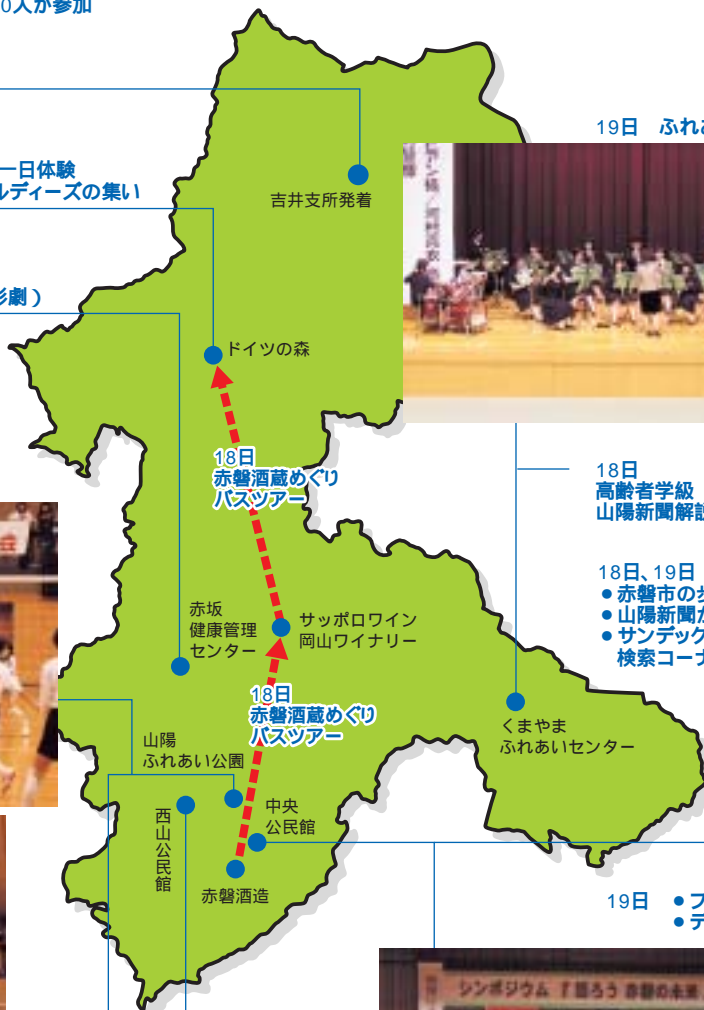 0人が参加
19日 ふれあ
一日体験
ルディーズの集い
吉井支所発着
影劇）
ドイツの森
18日
赤磐酒蔵めぐり
バスツアー
18日
高齢者学級
山陽新聞解説
18日、19日
●赤磐市の歩
●山陽新聞が
●サンデック
検索コーナ
赤坂
健康管理
センター
サッポロワイン
岡山ワイナリー
18日
赤磐酒蔵めぐり
バスツアー
くまやま
ふれあいセンター
山陽
ふれあい公園
西山公民館
中央
公民館
赤磐酒造
19日 ●フ
●デ
シンポジウム 『語ろう 赤磐の未来